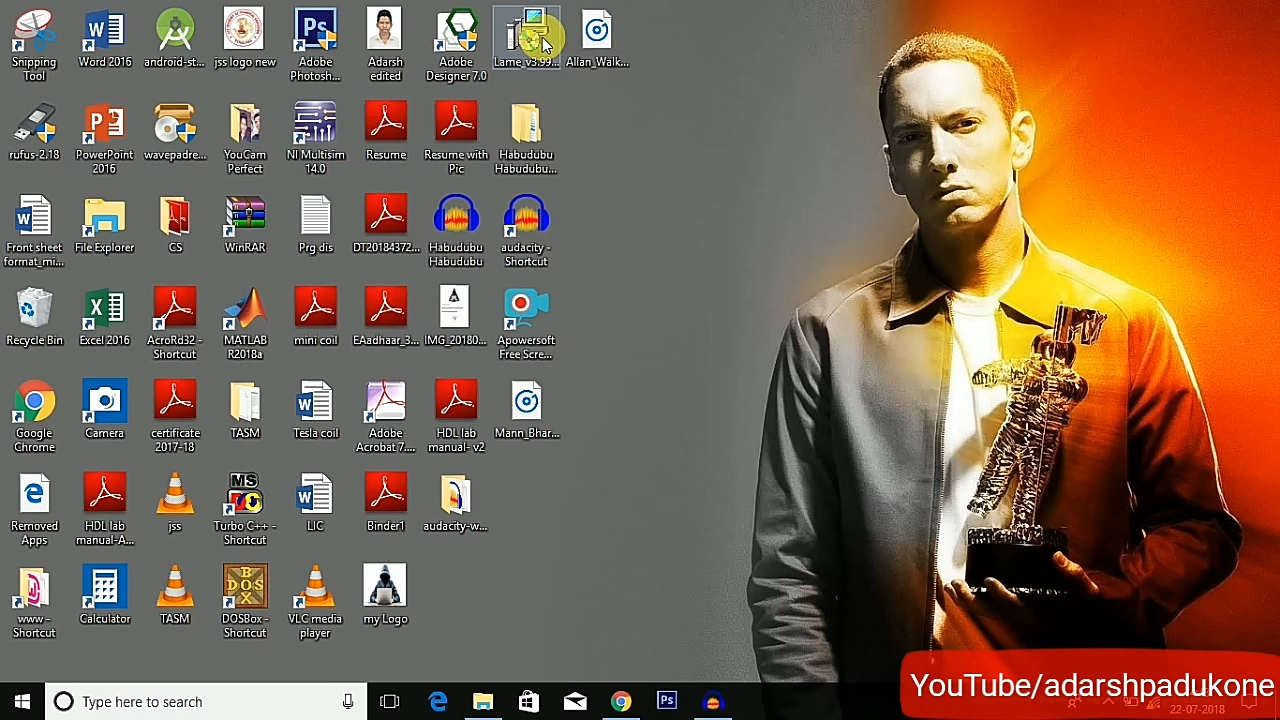 Snipping
Tool
Word 2016
android-st...
jss logo new
Adobe
Photosh...
Adarsh
edited
Adobe
Designer 7.0
Lame_v3.99...
Allan_Walk...
rufus-2.18
PowerPoint
2016
wavepadre...
YouCam
Perfect
NI Multisim
14.0
Resume
Resume with
Pic
Habudubu
Habudubu...
Front sheet
format_mi...
File Explorer
CS
WinRAR
Prg dis
DT20184372...
Habudubu
Habudubu
audacity -
Shortcut
Recycle Bin
Excel 2016
AcroRd32 -
Shortcut
MATLAB
R2018a
mini coil
EAadhaar_3...
IMG_20180...
Apowersoft
Free Scre...
Google
Chrome
Camera
certificate
2017-18
TASM
Tesla coil
Adobe
Acrobat 7....
HDL lab
manual- v2
Mann_Bhar...
Removed
Apps
HDL lab
manual-A...
jss
MS
Turbo C++ -
Shortcut
LIC
Binder1
audacity-w...
www -
Shortcut
Calculator
TASM
DOSBox -
Shortcut
VLC media
player
my Logo
Type here to search
YouTube/adarshpadukone
22-07-2018